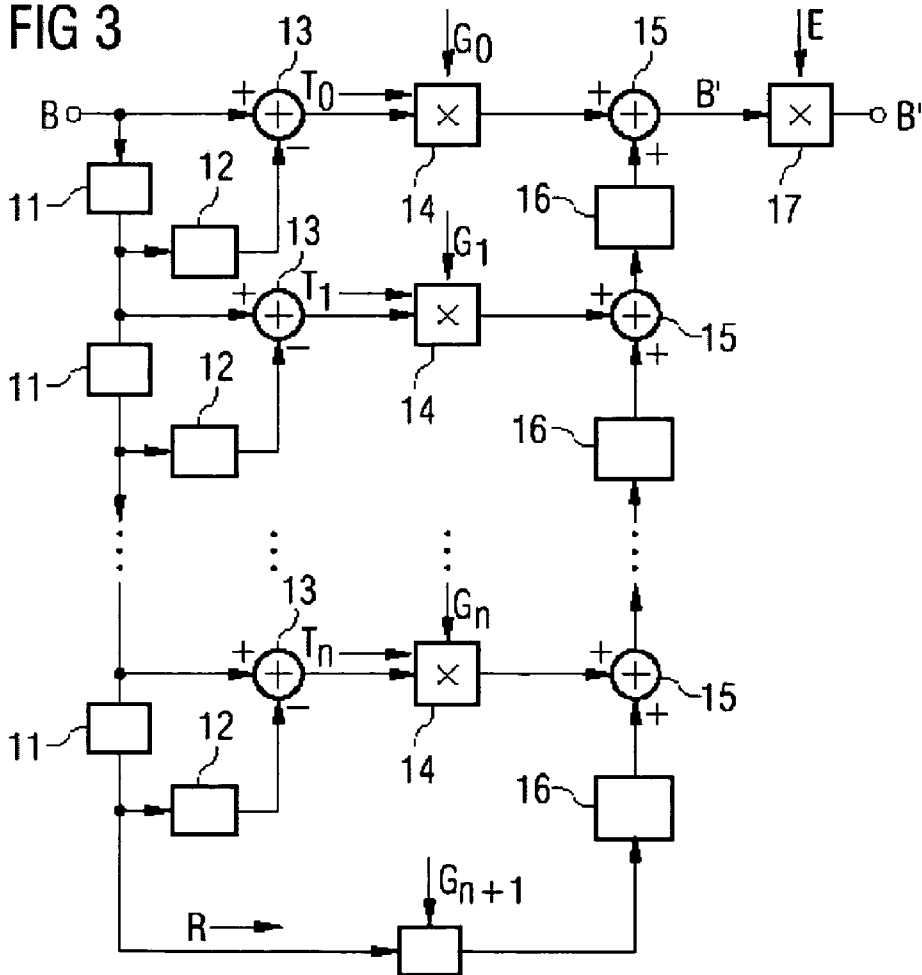 FIG 3
13
G0
15
E
B
+
T0
×
+
+
B'
×
B'
−
+
11
12
14
16
17
13
G1
+
T1
×
+
+
−
+
15
11
12
14
16
13
Gn
+
T_n
×
+
+
−
+
15
11
12
14
16
Gn+1
R